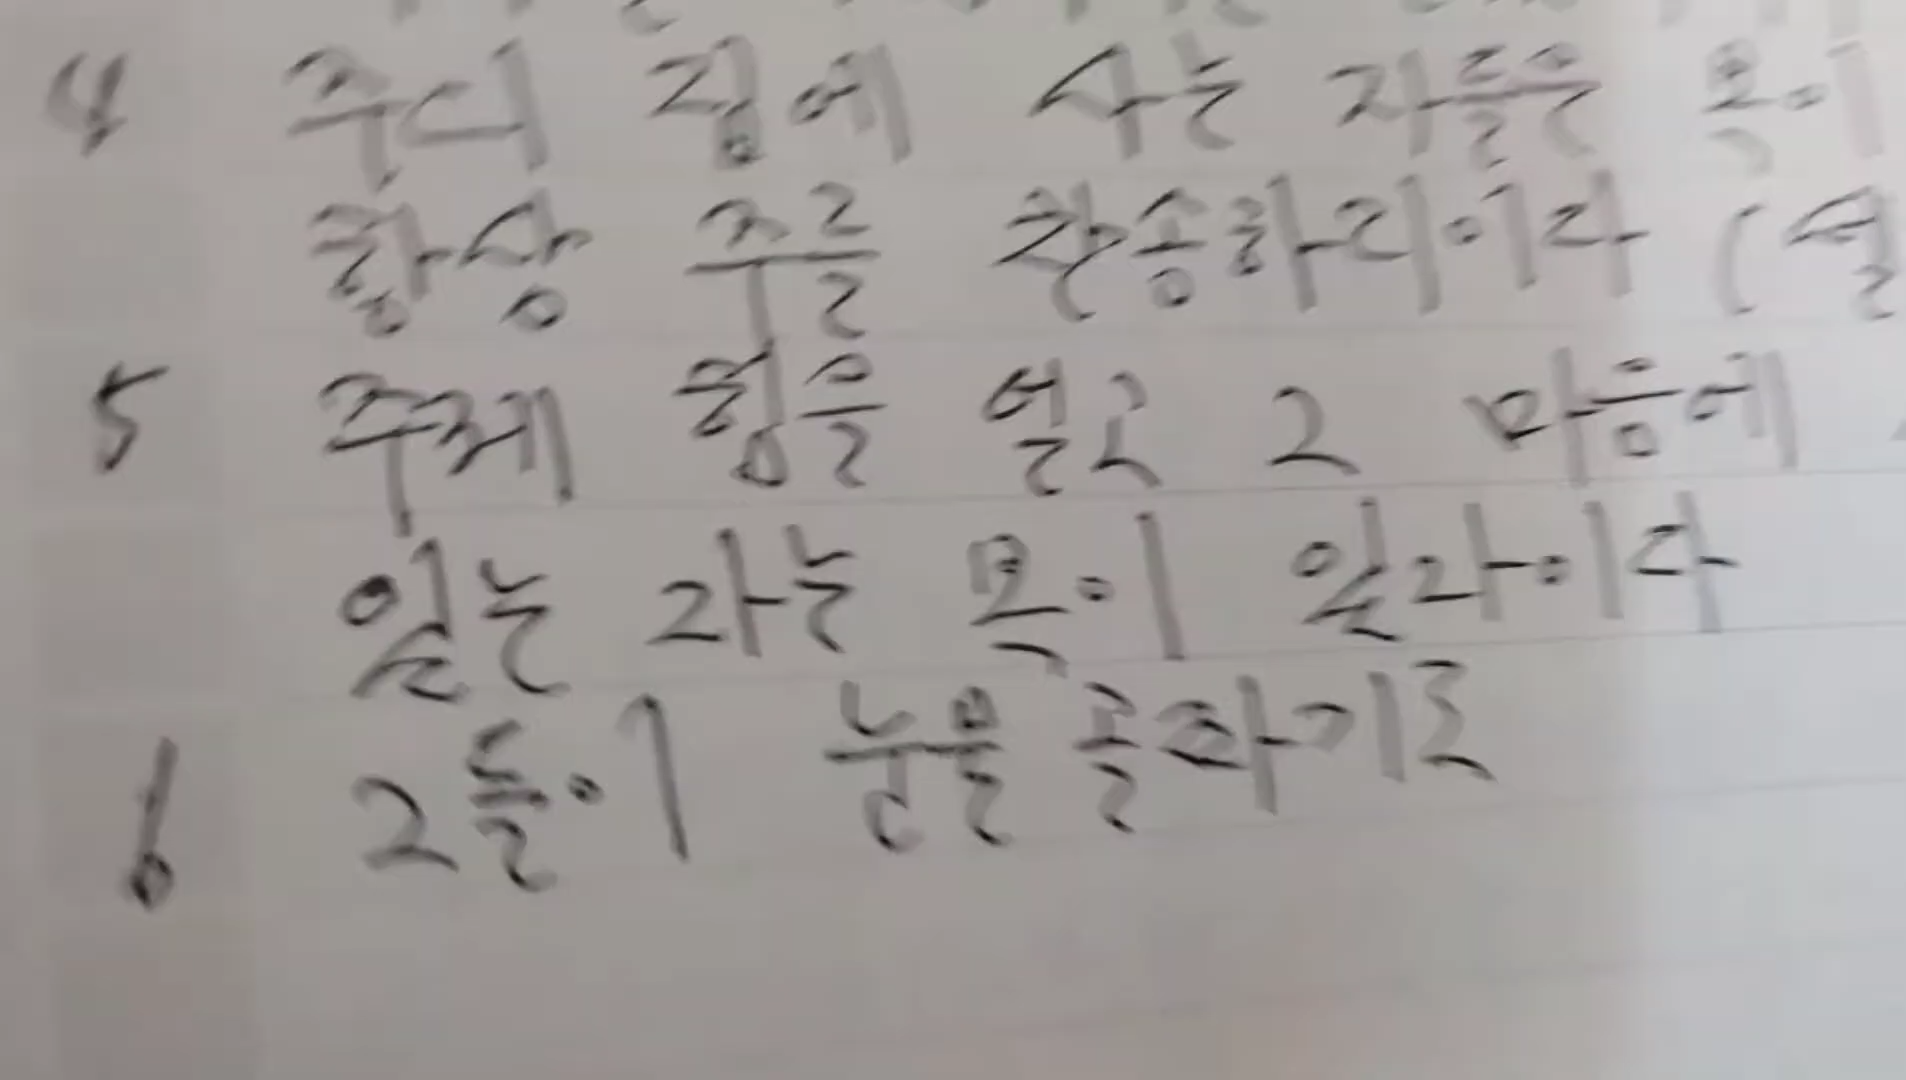 4 주의 집에 사는 자들은 복이
항상 주를 찬송하리이다 (셀
5 주께 힘을 얻고 그 마음에
있는 자는 복이 있나이다
6 그들이 눈물 골짜기로